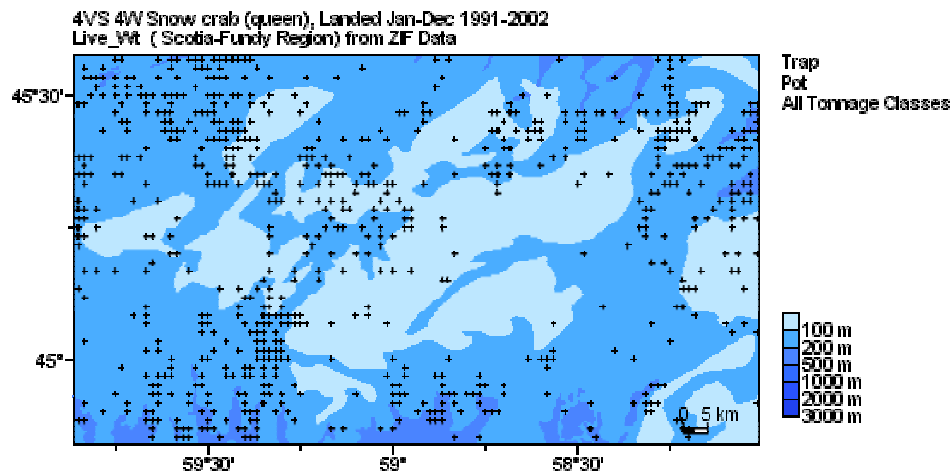 4VS 4W Snow crab (queen), Landed Jan-Dec 1991-2002
Live_Wt ( Scotia-Fundy Region) from ZIF Data
Trap
Pot
All Tonnage Classes
45°30'
45°
100 m
200 m
500 m
1000 m
2000 m
3000 m
0 5 km
59°30'
59°
58°30'